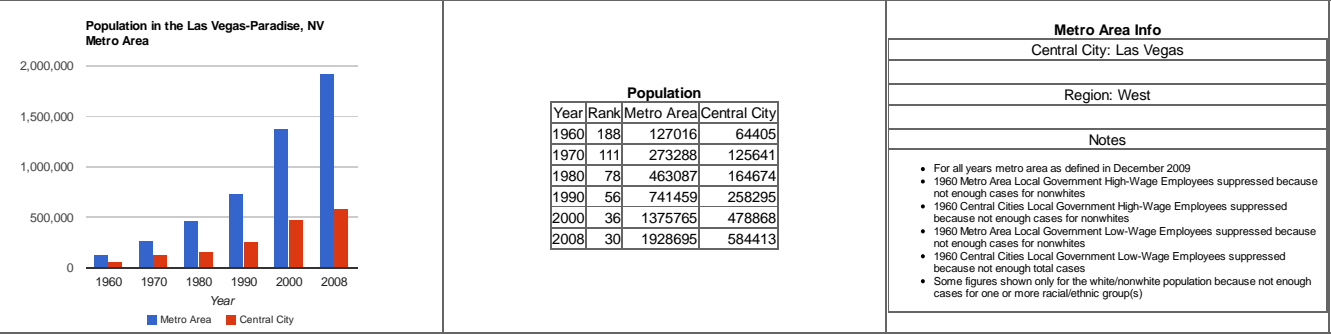 Population in the Las Vegas-Paradise, NV
Metro Area
2,000,000
1,500,000
1,000,000
500,000
0
1960 1970 1980 1990 2000 2008
Year
Metro Area Central City
Population
Year Rank Metro Area Central City
1960 188 127016 64405
1970 111 273288 125641
1980 78 463087 164674
1990 56 741459 258295
2000 36 1375765 478868
2008 30 1928695 584413
Metro Area Info
Central City: Las Vegas
Region: West
Notes
• For all years metro area as defined in December 2009
• 1960 Metro Area Local Government High-Wage Employees suppressed because
not enough cases for nonwhites
• 1960 Central Cities Local Government High-Wage Employees suppressed
because not enough cases for nonwhites
• 1960 Metro Area Local Government Low-Wage Employees suppressed because
not enough cases for nonwhites
• 1960 Central Cities Local Government Low-Wage Employees suppressed
because not enough total cases
• Some figures shown only for the white/nonwhite population because not enough
cases for one or more racial/ethnic group(s)